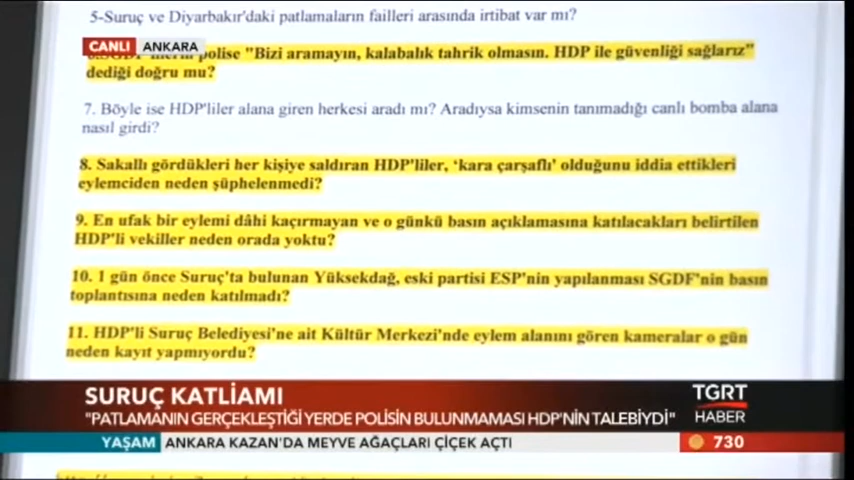 5-Suruç ve Diyarbakır'daki patlamaların failleri arasında irtibat var mı?
CANLI ANKARA
polise "Bizi aramayın, kalabalık tahrik olmasın. HDP ile güvenliği sağlarız"
dediği doğru mu?
7. Böyle ise HDP'liler alana giren herkesi aradı mı? Aradıysa kimsenin tanımadığı canlı bomba alana
nasıl girdi?
8. Sakallı gördükleri her kişiye saldıran HDP'liler, 'kara çarşaflı' olduğunu iddia ettikleri
eylemciden neden şüphelenmedi?
9. En ufak bir eylemi dâhi kaçırmayan ve o günkü basın açıklamasına katılacakları belirtilen
HDP'li vekiller neden orada yoktu?
10. 1 gün önce Suruç'ta bulunan Yüksekdağ, eski partisi ESP'nin yapılanması SGDF'nin basın
toplantısına neden katılmadı?
11. HDP'li Suruç Belediyesi'ne ait Kültür Merkezi'nde eylem alanını gören kameralar o gün
neden kayıt yapmıyordu?
SURUÇ KATLİAMI
"PATLAMANIN GERÇEKLEŞTİĞİ YERDE POLİSİN BULUNMAMASI HDP'NİN TALEBİYDİ"
TGRT
HABER
YAŞAM ANKARA KAZAN'DA MEYVE AĞAÇLARI ÇİÇEK AÇTI
730